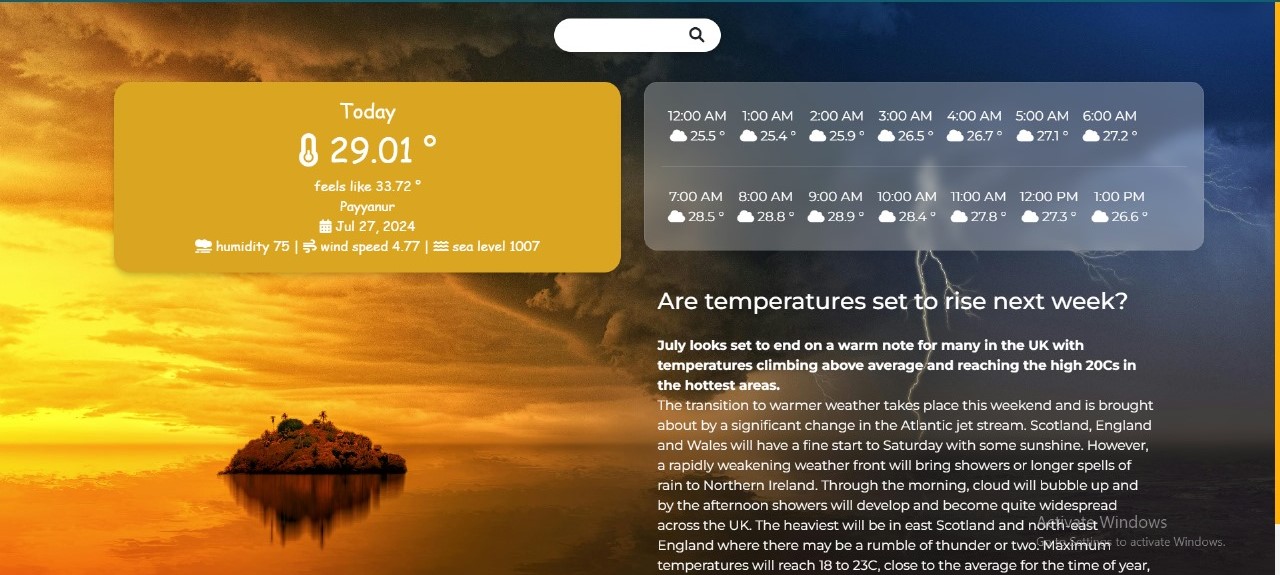 Today
29.01 °
feels like 33.72 °
Payyanur
Jul 27, 2024
humidity 75 | wind speed 4.77 | sea level 1007
12:00 AM 1:00 AM 2:00 AM 3:00 AM 4:00 AM 5:00 AM 6:00 AM
25.5 ° 25.4 ° 25.9 ° 26.5 ° 26.7 ° 27.1 ° 27.2 °
7:00 AM 8:00 AM 9:00 AM 10:00 AM 11:00 AM 12:00 PM 1:00 PM
28.5 ° 28.8 ° 28.9 ° 28.4 ° 27.8 ° 27.3 ° 26.6 °
Are temperatures set to rise next week?
July looks set to end on a warm note for many in the UK with
temperatures climbing above average and reaching the high 20Cs in
the hottest areas.
The transition to warmer weather takes place this weekend and is brought
about by a significant change in the Atlantic jet stream. Scotland, England
and Wales will have a fine start to Saturday with some sunshine. However,
a rapidly weakening weather front will bring showers or longer spells of
rain to Northern Ireland. Through the morning, cloud will bubble up and
by the afternoon showers will develop and become quite widespread
across the UK. The heaviest will be in east Scotland and north-east
England where there may be a rumble of thunder or two. Maximum
temperatures will reach 18 to 23C, close to the average for the time of year,
Activate Windows
Go to Settings to activate Windows.